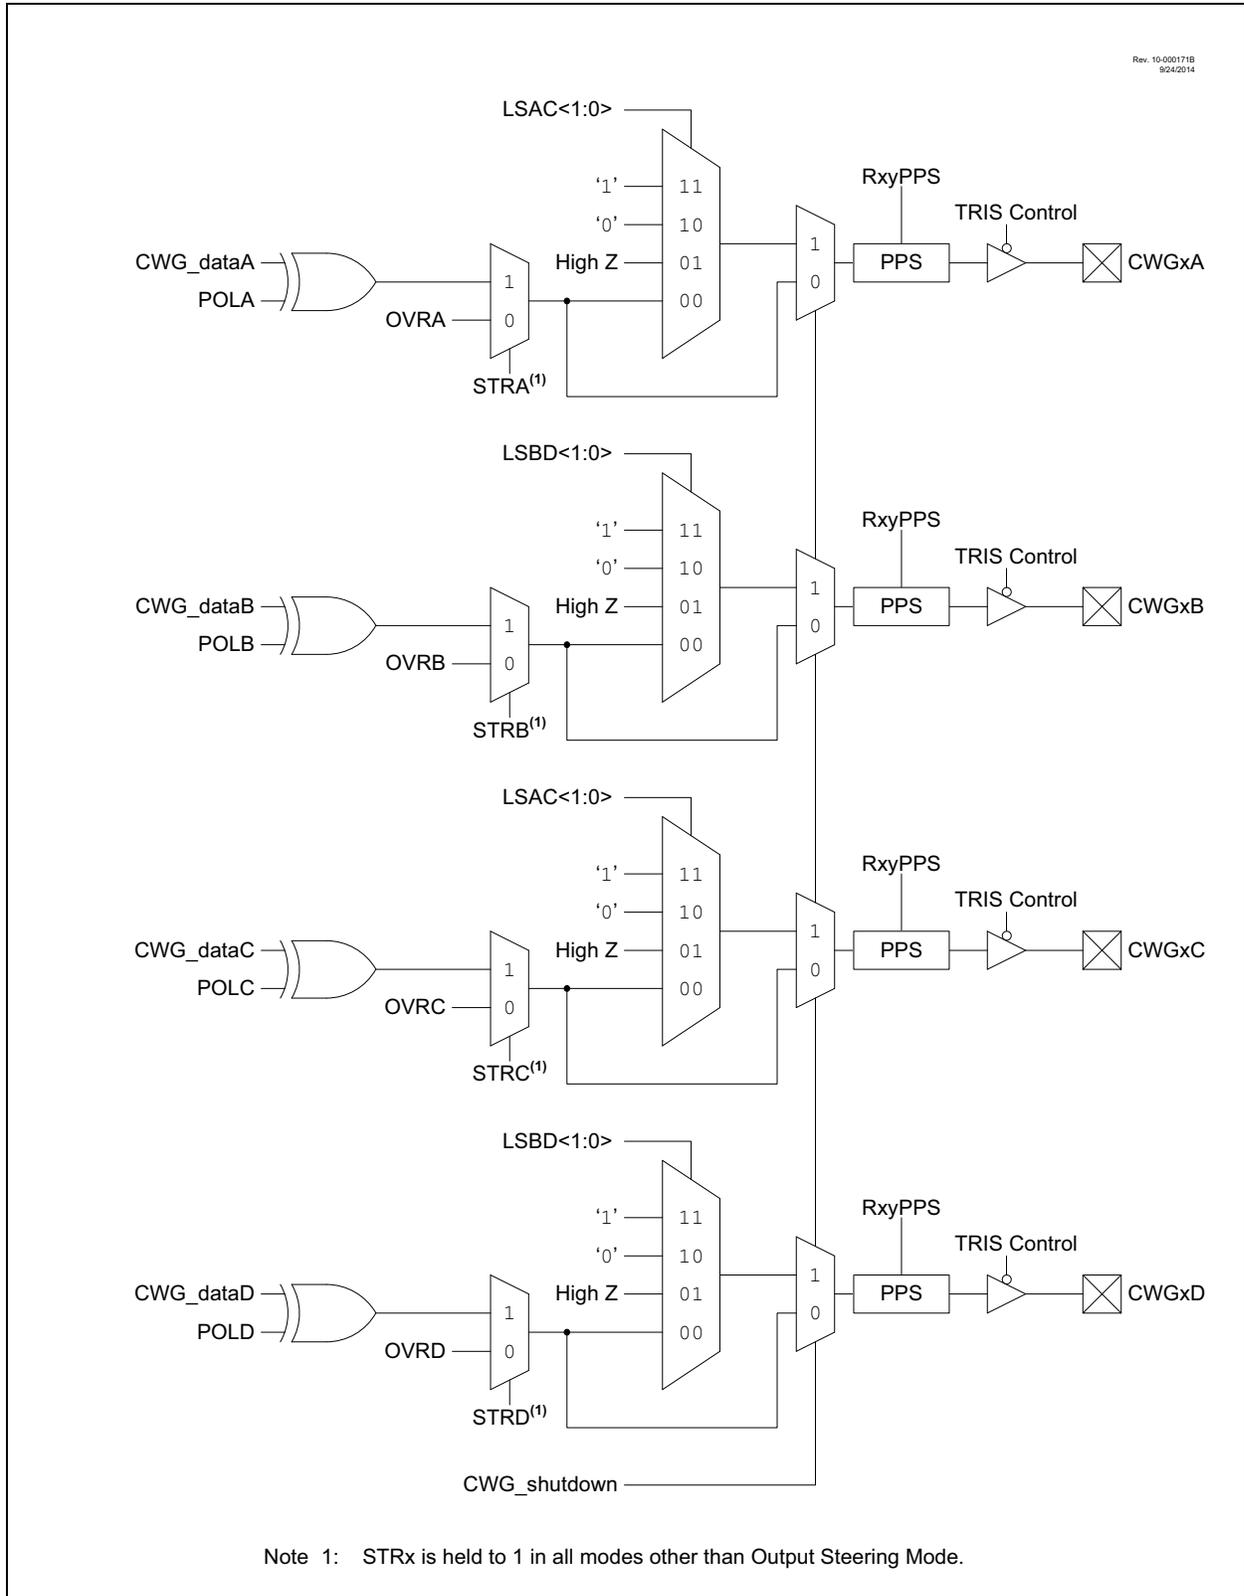 Rev. 10-000171B
9/24/2014
LSAC<1:0>
‘1’
11
‘0’
10
High Z
01
00
RxyPPS
TRIS Control
CWG_dataA
POLA
OVRA
1
0
STRA(1)
1
0
PPS
CWGxA
LSBD<1:0>
‘1’
11
‘0’
10
High Z
01
00
RxyPPS
TRIS Control
CWG_dataB
POLB
OVRB
1
0
STRB(1)
1
0
PPS
CWGxB
LSAC<1:0>
‘1’
11
‘0’
10
High Z
01
00
RxyPPS
TRIS Control
CWG_dataC
POLC
OVRC
1
0
STRC(1)
1
0
PPS
CWGxC
LSBD<1:0>
‘1’
11
‘0’
10
High Z
01
00
RxyPPS
TRIS Control
CWG_dataD
POLD
OVRD
1
0
STRD(1)
1
0
PPS
CWGxD
CWG_shutdown
Note 1: STRx is held to 1 in all modes other than Output Steering Mode.